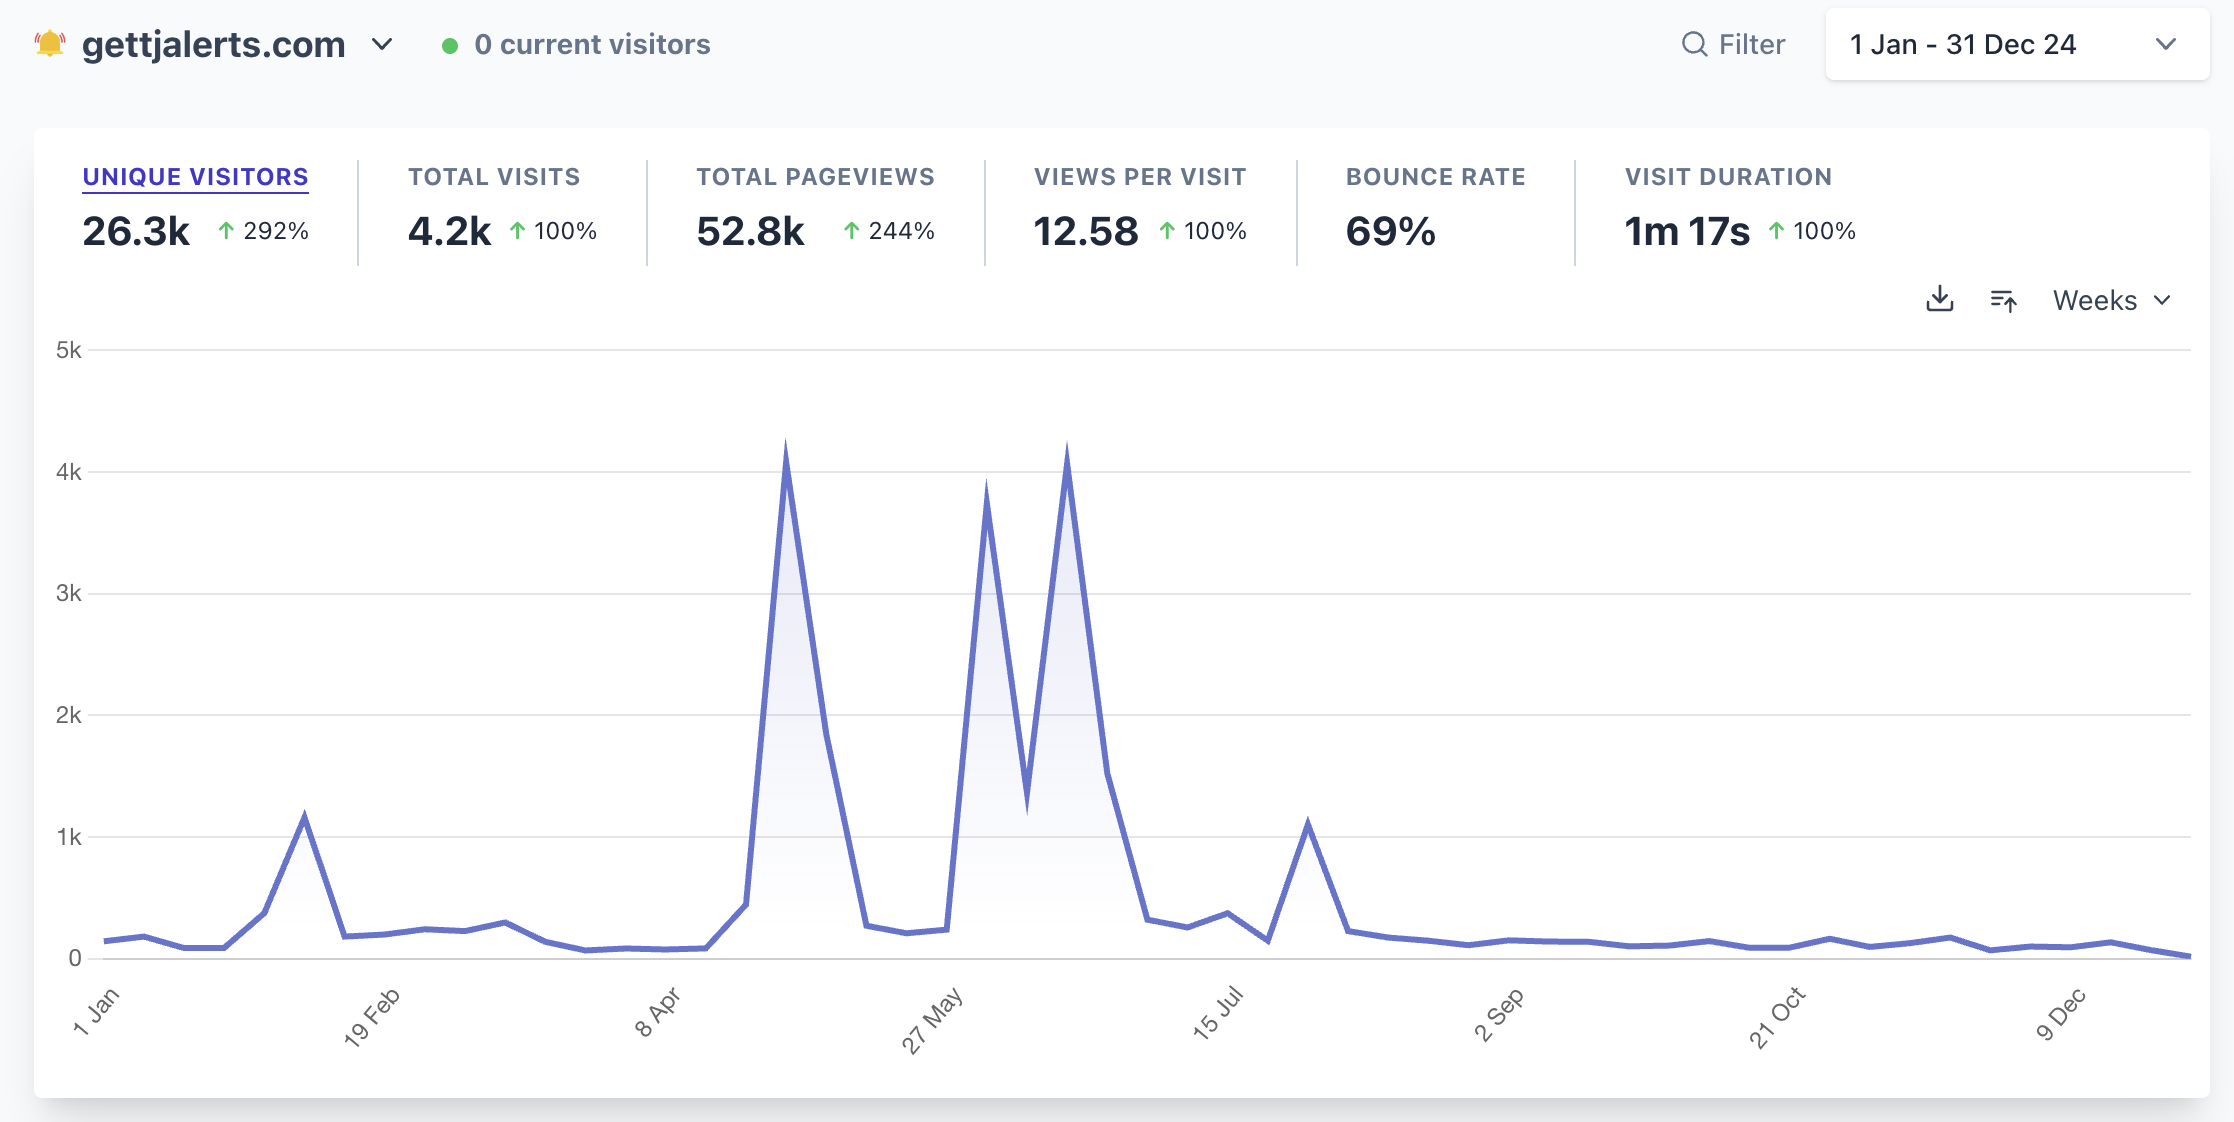 gettjalerts.com
0 current visitors
Filter
1 Jan - 31 Dec 24
UNIQUE VISITORS
26.3k ↑ 292%
TOTAL VISITS
4.2k ↑ 100%
TOTAL PAGEVIEWS
52.8k ↑ 244%
VIEWS PER VISIT
12.58 ↑ 100%
BOUNCE RATE
69%
VISIT DURATION
1m 17s ↑ 100%
Weeks
5k
4k
3k
2k
1k
0
1 Jan
19 Feb
8 Apr
27 May
15 Jul
2 Sep
21 Oct
9 Dec